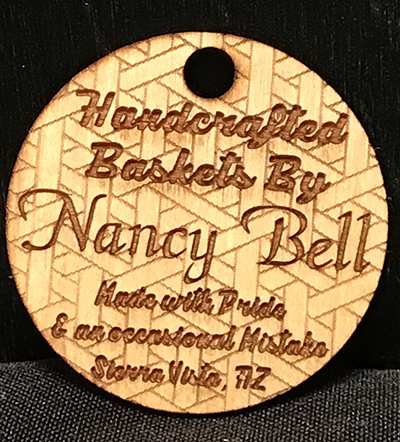 Handcrafted
Baskets By
Nancy Bell
Made with Pride
& an occasional Mistake
Sierra Vista, AZ